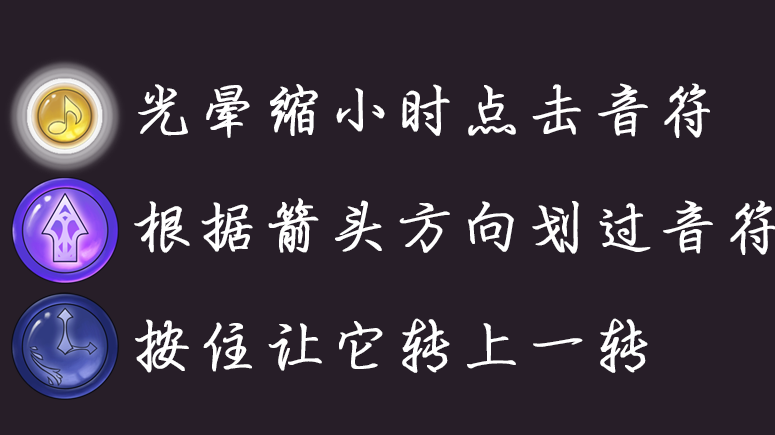 光晕缩小时点击音符
根据箭头方向划过音符
按住让它转上一转